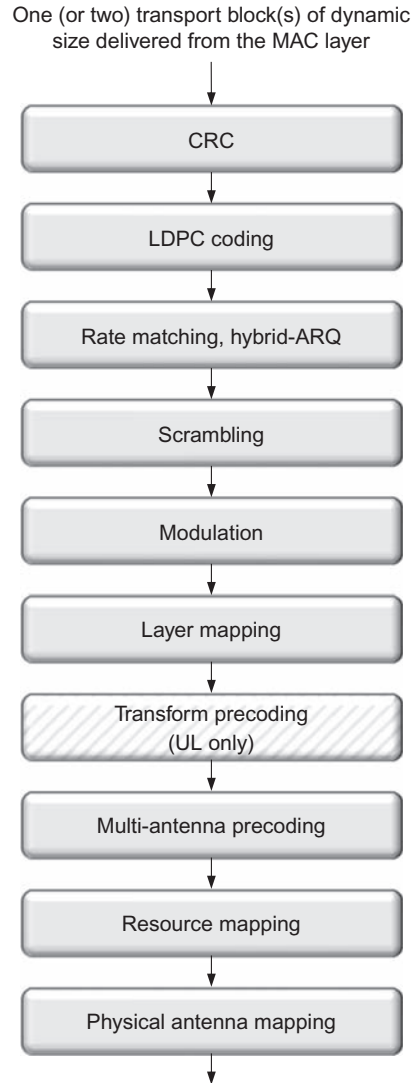 One (or two) transport block(s) of dynamic
size delivered from the MAC layer
CRC
LDPC coding
Rate matching, hybrid-ARQ
Scrambling
Modulation
Layer mapping
Transform precoding
(UL only)
Multi-antenna precoding
Resource mapping
Physical antenna mapping